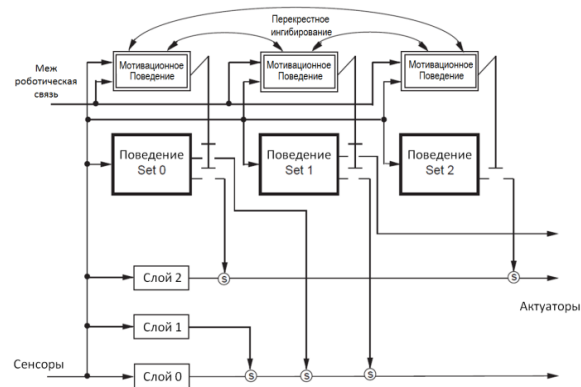 Перекрестное
ингибирование
Меж
роботическая
связь
Мотивационное
Поведение
Мотивационное
Поведение
Мотивационное
Поведение
Поведение
Set 0
Поведение
Set 1
Поведение
Set 2
Слой 2
S
S
Актуаторы
Слой 1
Сенсоры
Слой 0
S
S
S